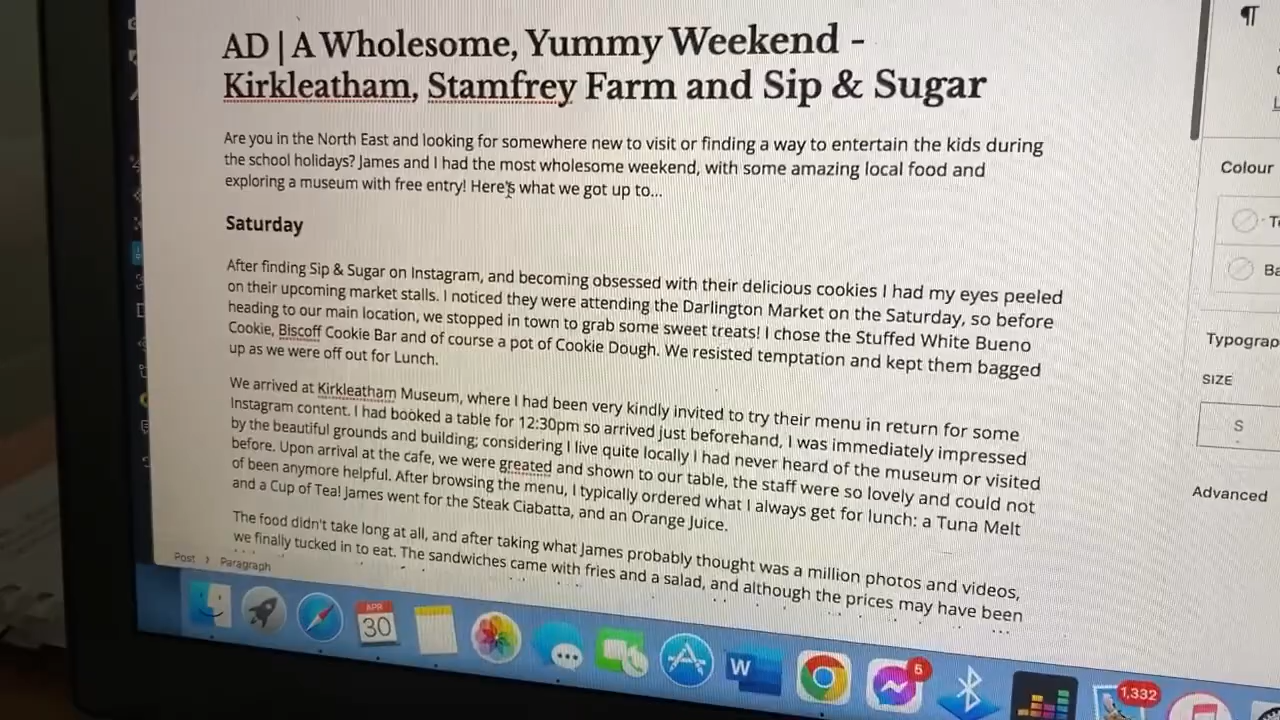 AD | A Wholesome, Yummy Weekend -
Kirkleatham, Stamfrey Farm and Sip & Sugar
Are you in the North East and looking for somewhere new to visit or finding a way to entertain the kids during
the school holidays? James and I had the most wholesome weekend, with some amazing local food and
exploring a museum with free entry! Here's what we got up to...
Saturday
After finding Sip & Sugar on Instagram, and becoming obsessed with their delicious cookies I had my eyes peeled
on their upcoming market stalls. I noticed they were attending the Darlington Market on the Saturday, so before
heading to our main location, we stopped in town to grab some sweet treats! I chose the Stuffed White Bueno
Cookie, Biscoff Cookie Bar and of course a pot of Cookie Dough. We resisted temptation and kept them bagged
up as we were off out for Lunch.
We arrived at Kirkleatham Museum, where I had been very kindly invited to try their menu in return for some
Instagram content. I had booked a table for 12:30pm so arrived just beforehand, I was immediately impressed
by the beautiful grounds and building; considering I live quite locally I had never heard of the museum or visited
before. Upon arrival at the cafe, we were greated and shown to our table, the staff were so lovely and could not
of been anymore helpful. After browsing the menu, I typically ordered what I always get for lunch: a Tuna Melt
and a Cup of Tea! James went for the Steak Ciabatta, and an Orange Juice.
The food didn't take long at all, and after taking what James probably thought was a million photos and videos,
we finally tucked in to eat. The sandwiches came with fries and a salad, and although the prices may have been
Post > Paragraph
¶
Colour
Typograp
SIZE
S
Advanced
APR
30
W
5
1,332